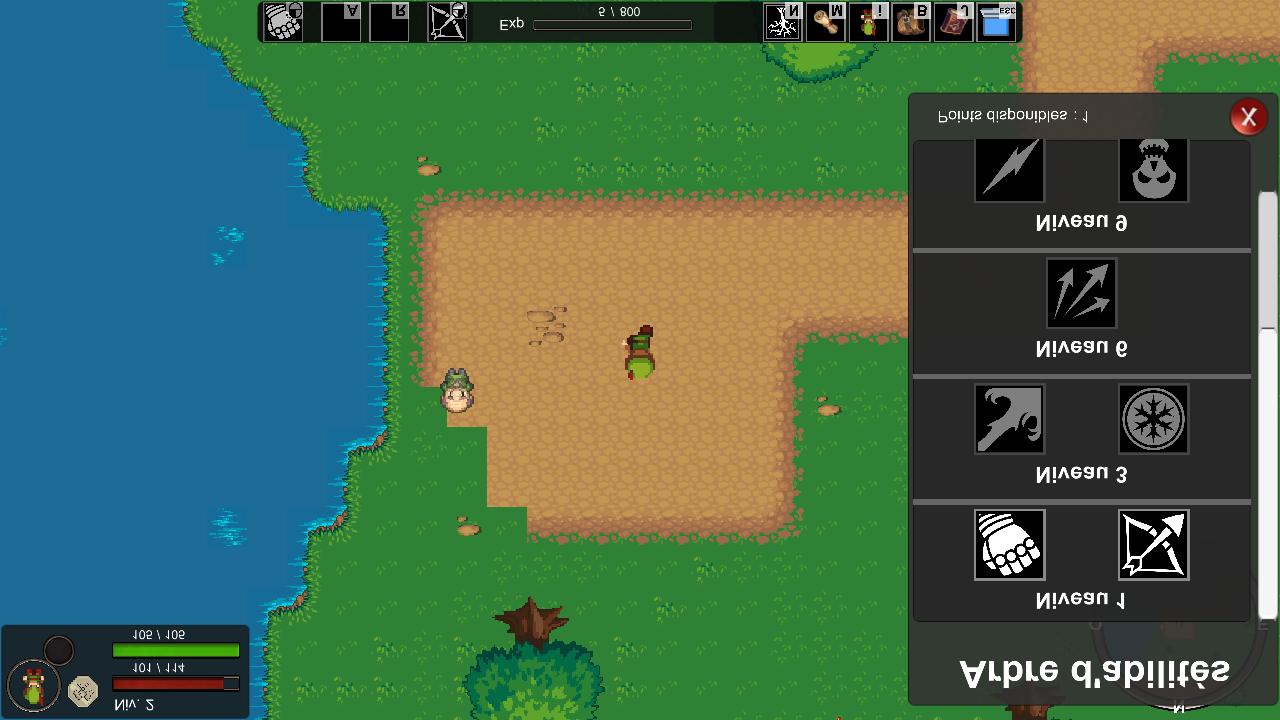 Niv. 2
101 / 114
105 / 105
N
Arbre d'abilités
Niveau 1
Niveau 3
Niveau 6
Niveau 9
Points disponibles : 1
X
A
R
Exp
5 / 800
N
M
I
B
J
ESC